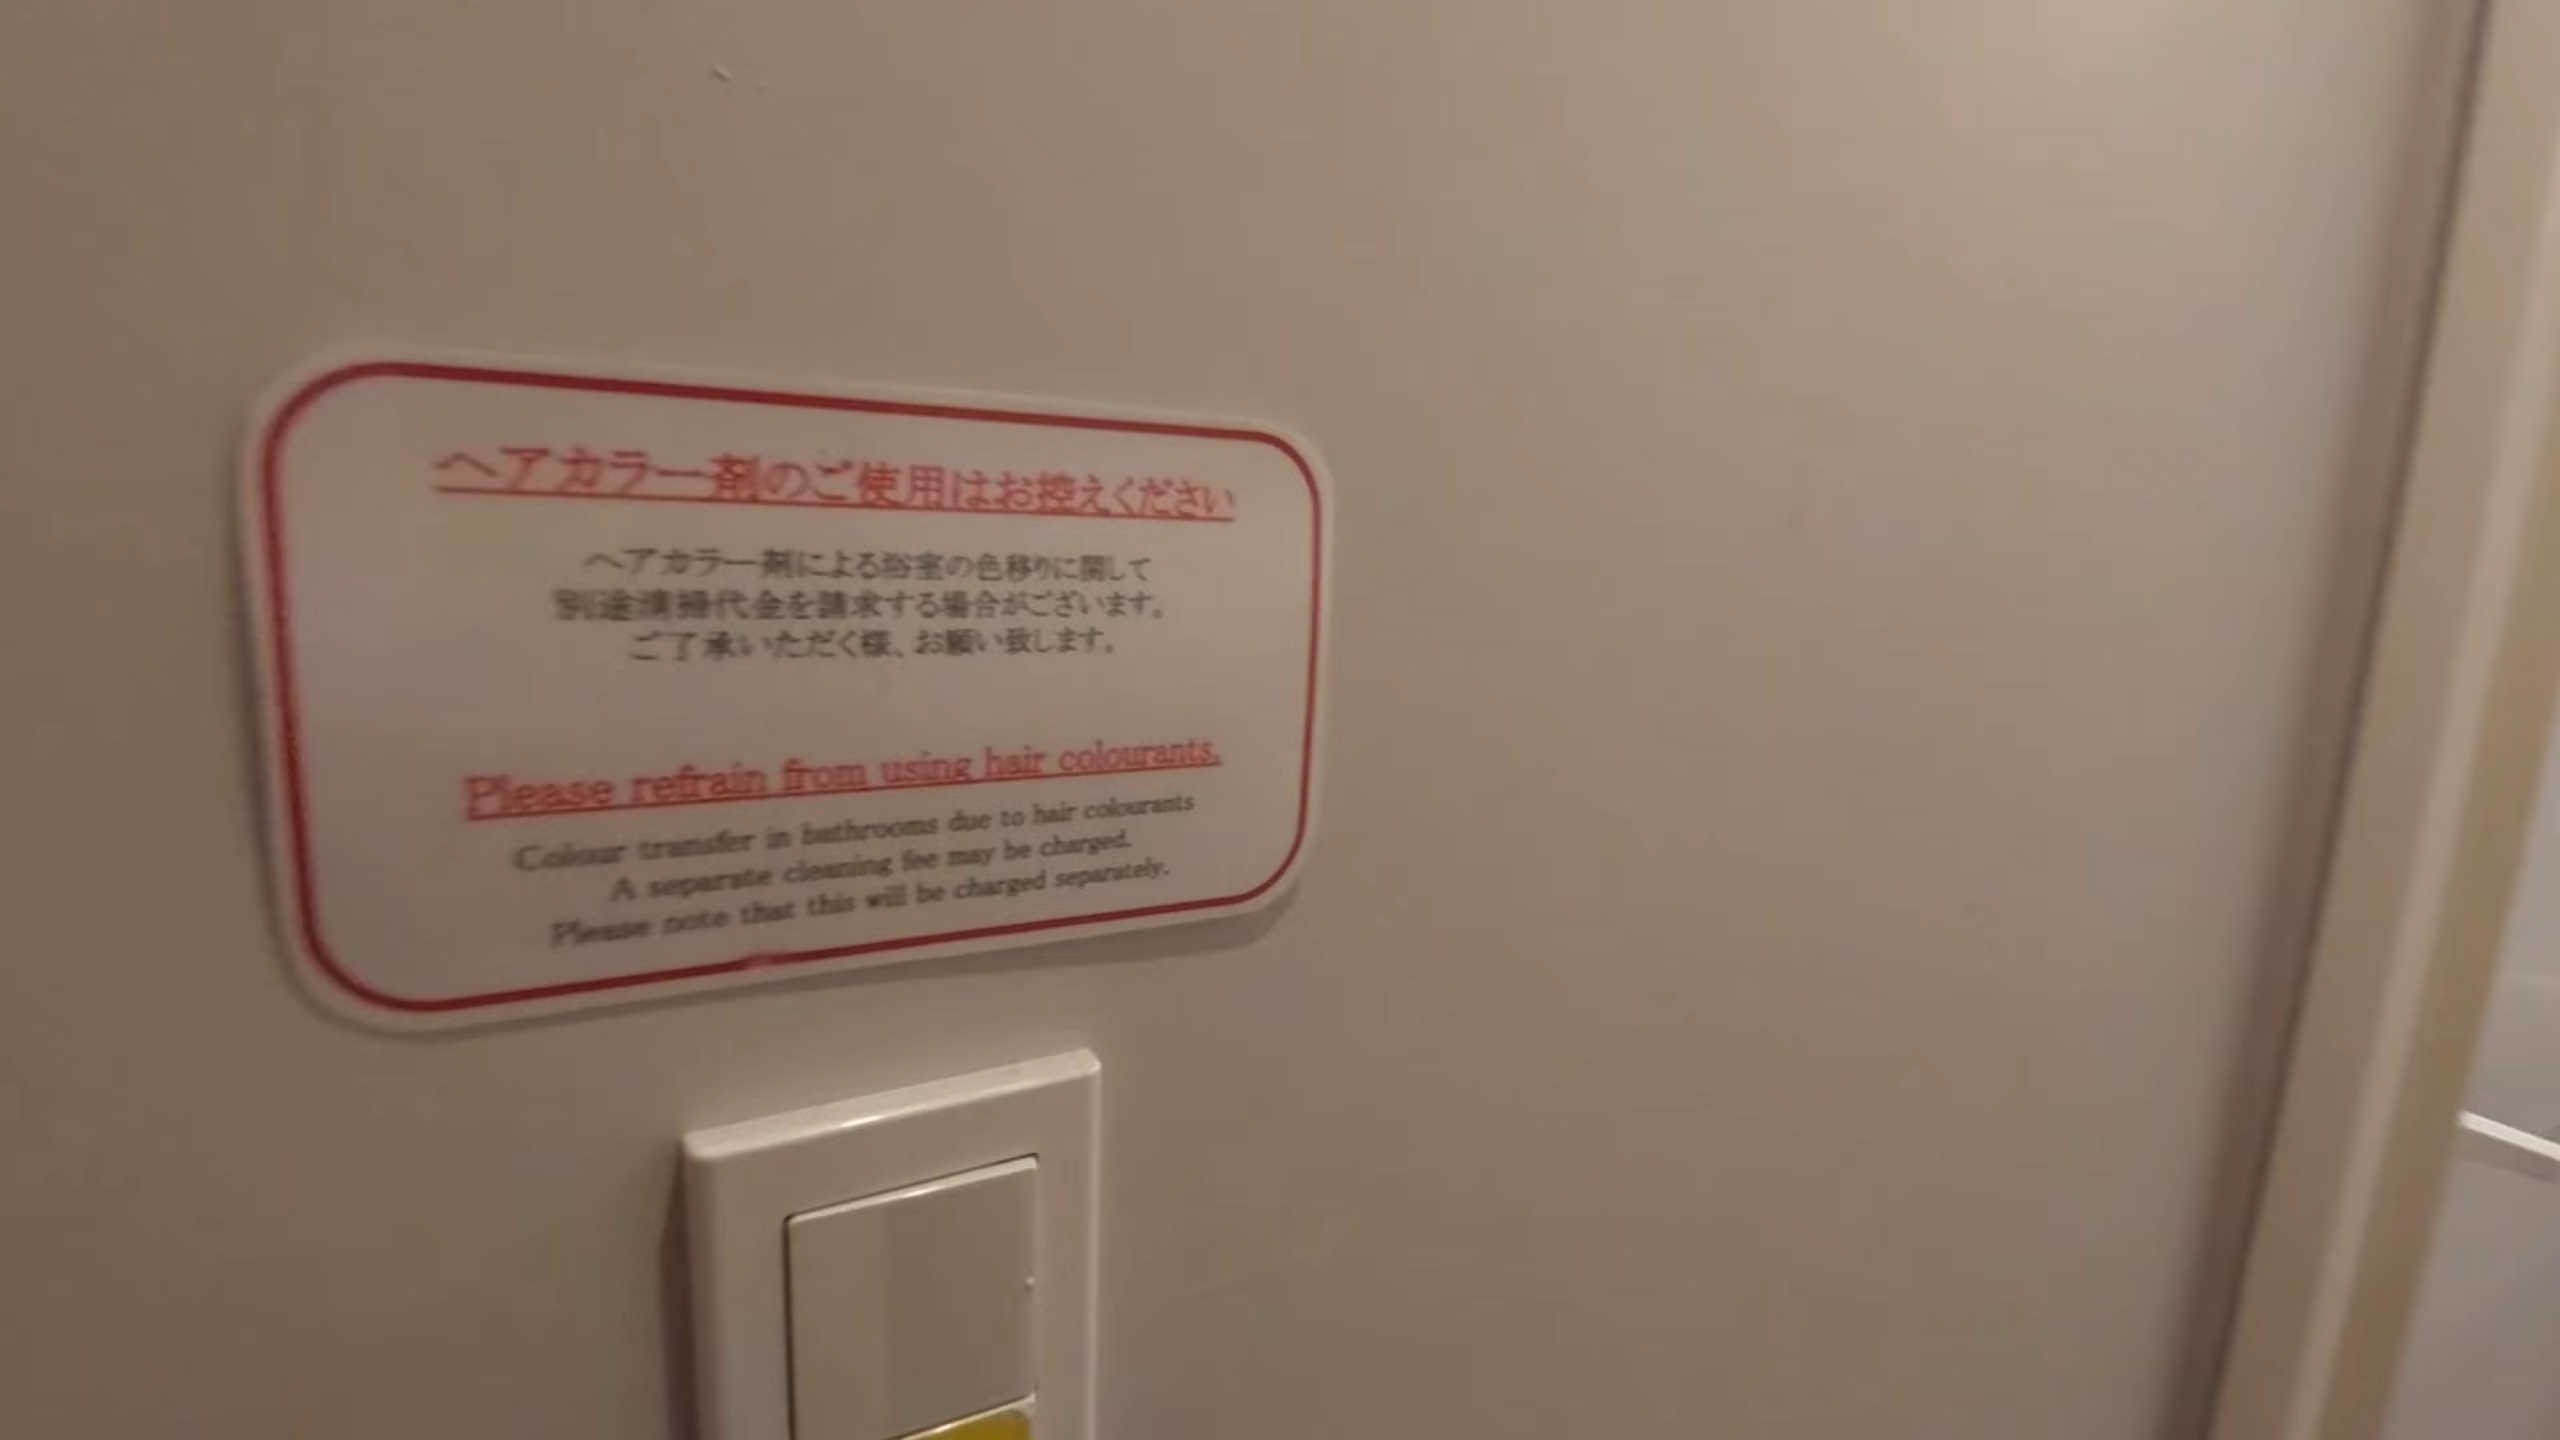 ヘアカラー剤のご使用はお控えください
ヘアカラー剤による浴室の色移りに関して
別途清掃代金を請求する場合がございます。
ご了承いただく様、お願い致します。
Please refrain from using hair colourants.
Colour transfer in bathrooms due to hair colourants
A separate cleaning fee may be charged.
Please note that this will be charged separately.